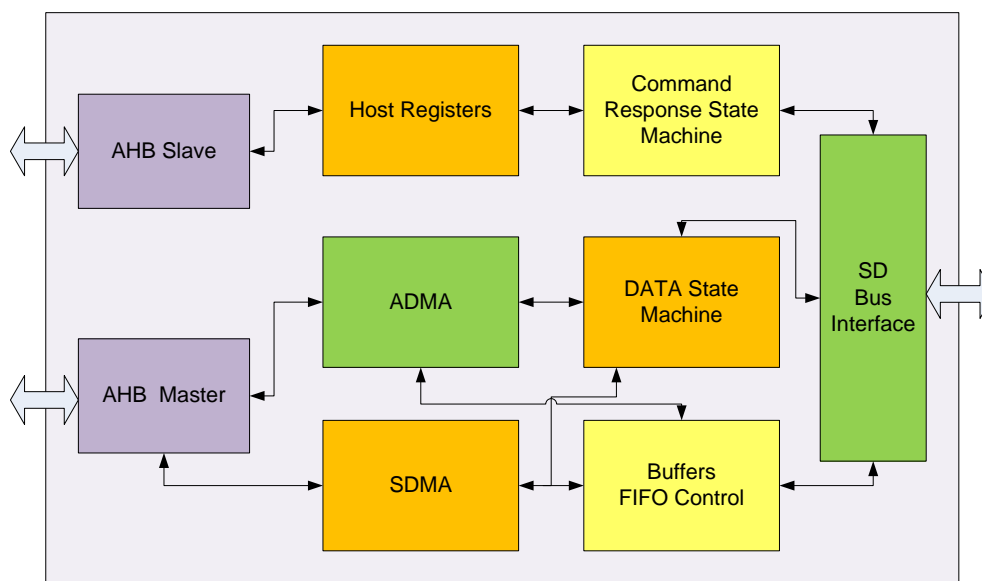 AHB Slave
Host Registers
Command
Response State
Machine
SD
Bus
Interface
ADMA
DATA State
Machine
AHB  Master
SDMA
Buffers
FIFO Control